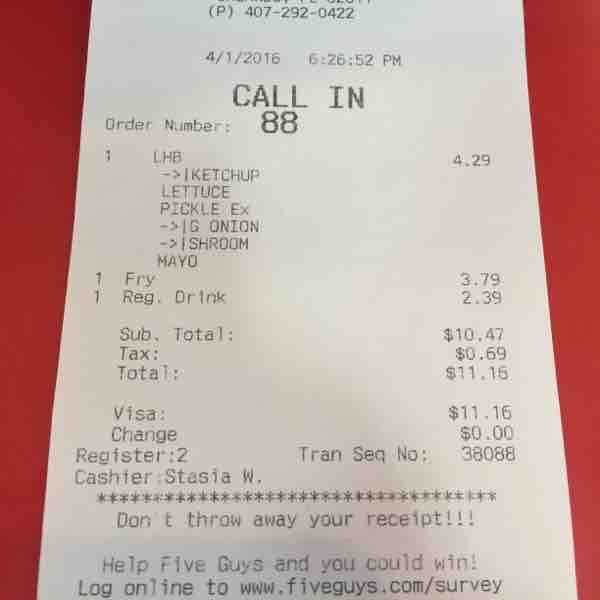 (P) 407-292-0422
4/1/2016 6:26:52 PM
CALL IN
Order Number: 88
1 LHB 4.29
->|KETCHUP
LETTUCE
PICKLE Ex
->|G ONION
->|SHROOM
MAYO
1 Fry 3.79
1 Reg. Drink 2.39
Sub. Total: $10.47
Tax: $0.69
Total: $11.16
Visa: $11.16
Change $0.00
Register:2 Tran Seq No: 38088
Cashier:Stasia W.
****************************************
Don't throw away your receipt!!!
Help Five Guys and you could win!
Log online to www.fiveguys.com/survey